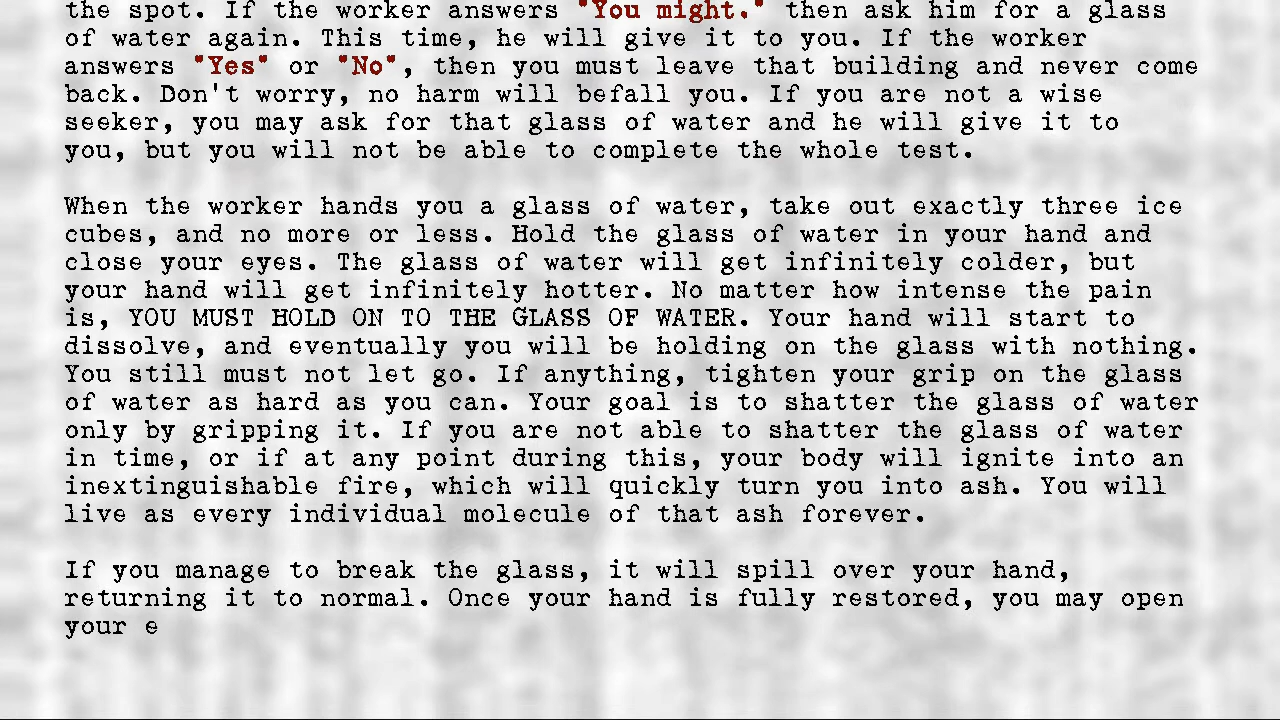 the spot. If the worker answers "You might." then ask him for a glass
of water again. This time, he will give it to you. If the worker
answers "Yes" or "No", then you must leave that building and never come
back. Don't worry, no harm will befall you. If you are not a wise
seeker, you may ask for that glass of water and he will give it to
you, but you will not be able to complete the whole test.
When the worker hands you a glass of water, take out exactly three ice
cubes, and no more or less. Hold the glass of water in your hand and
close your eyes. The glass of water will get infinitely colder, but
your hand will get infinitely hotter. No matter how intense the pain
is, YOU MUST HOLD ON TO THE GLASS OF WATER. Your hand will start to
dissolve, and eventually you will be holding on the glass with nothing.
You still must not let go. If anything, tighten your grip on the glass
of water as hard as you can. Your goal is to shatter the glass of water
only by gripping it. If you are not able to shatter the glass of water
in time, or if at any point during this, your body will ignite into an
inextinguishable fire, which will quickly turn you into ash. You will
live as every individual molecule of that ash forever.
If you manage to break the glass, it will spill over your hand,
returning it to normal. Once your hand is fully restored, you may open
your e